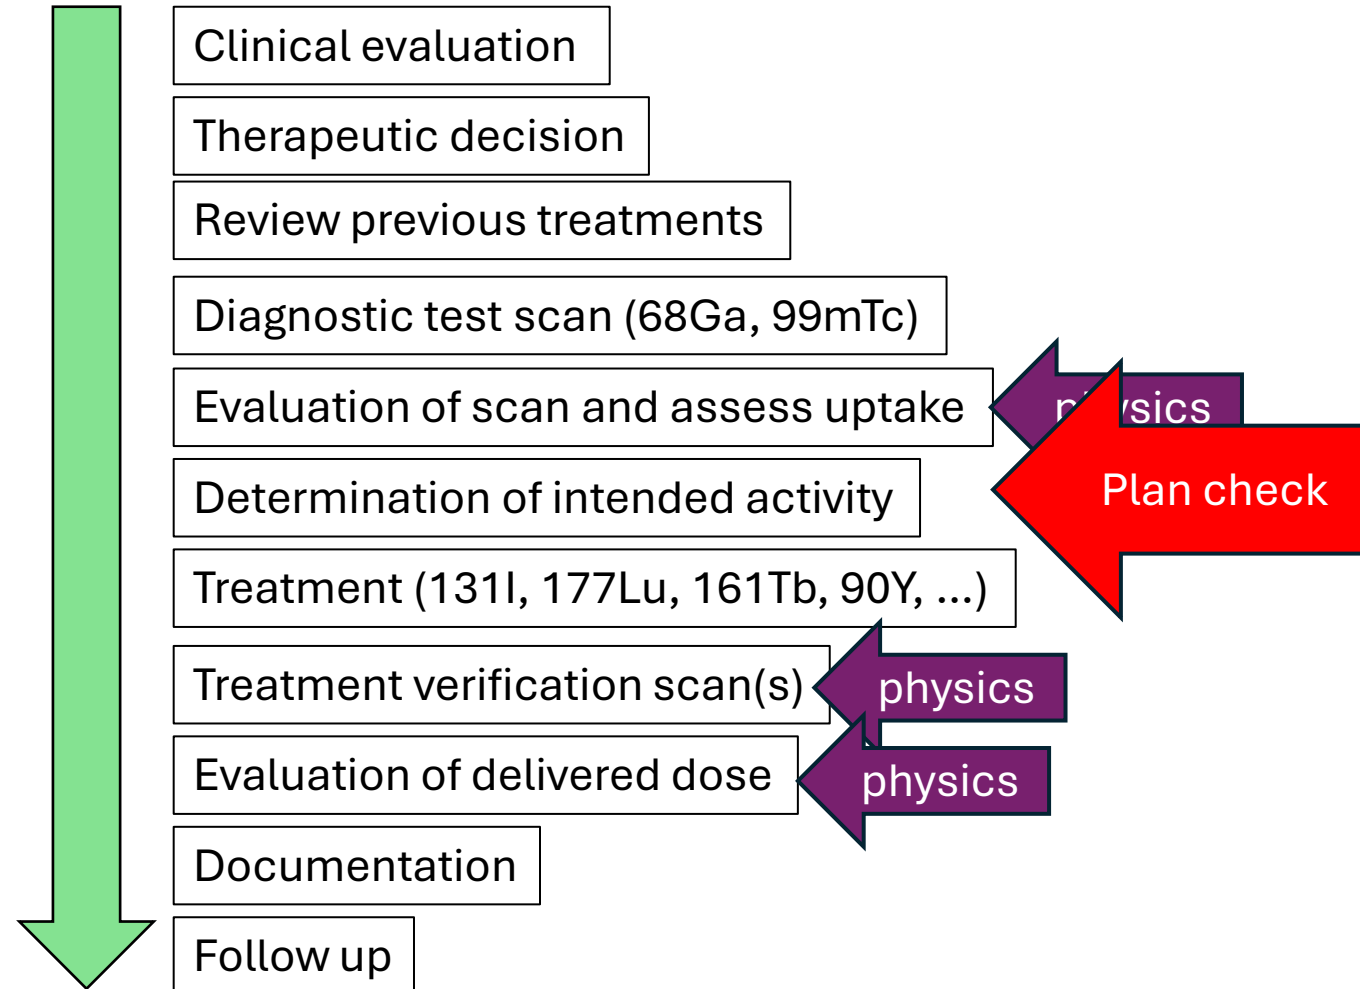 Clinical evaluation
Therapeutic decision
Review previous treatments
Diagnostic test scan (68Ga, 99mTc)
Evaluation of scan and assess uptake
physics
Determination of intended activity
Plan check
Treatment (131I, 177Lu, 161Tb, 90Y, ...)
Treatment verification scan(s)
physics
Evaluation of delivered dose
physics
Documentation
Follow up